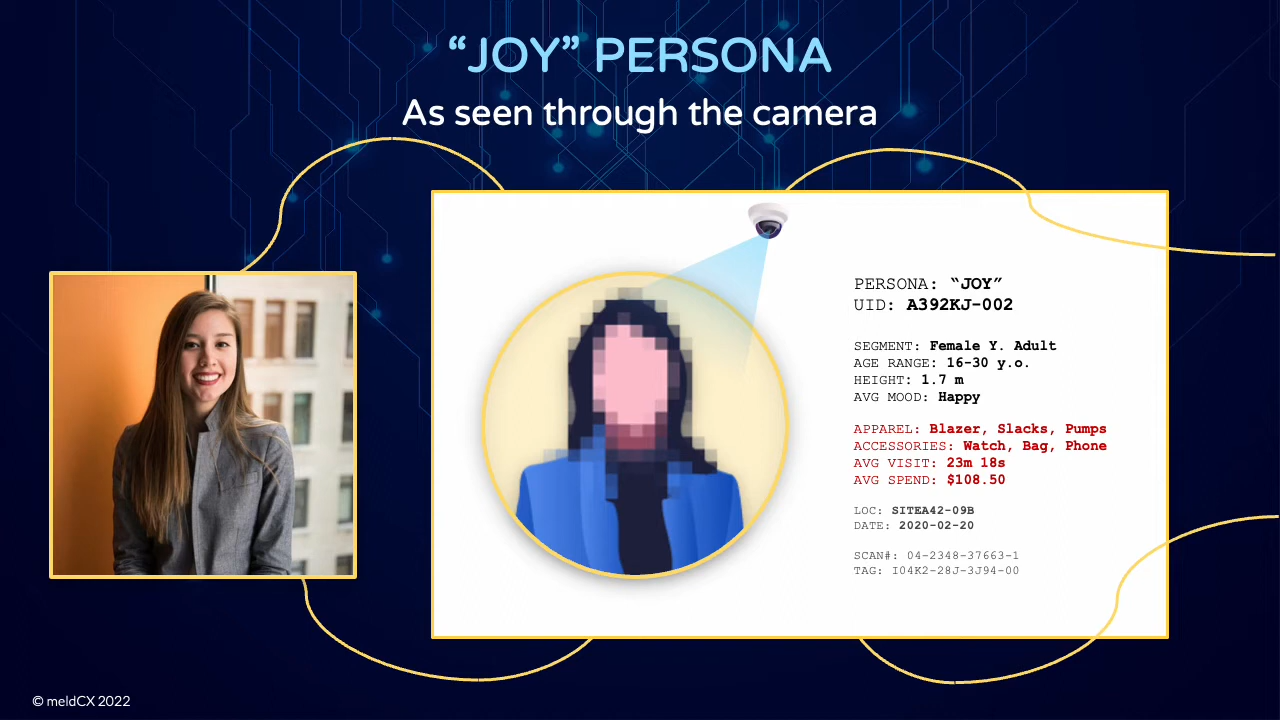 “JOY” PERSONA
As seen through the camera
PERSONA: “JOY”
UID: A392KJ-002
SEGMENT: Female Y. Adult
AGE RANGE: 16-30 y.o.
HEIGHT: 1.7 m
AVG MOOD: Happy
APPAREL: Blazer, Slacks, Pumps
ACCESSORIES: Watch, Bag, Phone
AVG VISIT: 23m 18s
AVG SPEND: $108.50
LOC: SITEA42-09B
DATE: 2020-02-20
SCAN#: 04-2348-37663-1
TAG: I04K2-28J-3J94-00
© meldCX 2022